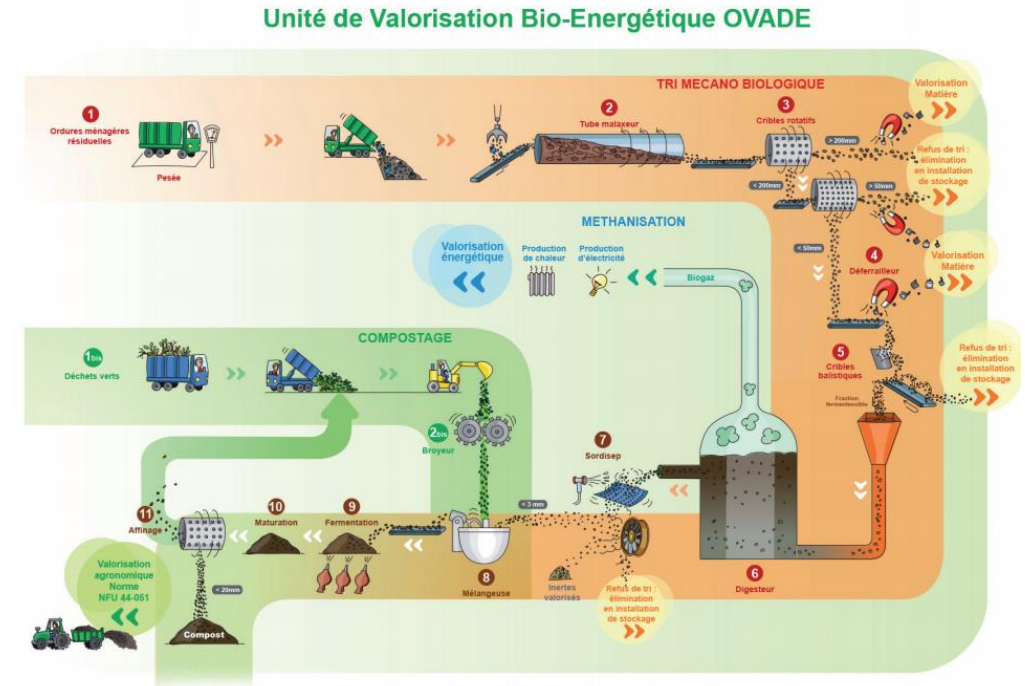 Unité de Valorisation Bio-Energétique OVADE
TRI MECANO BIOLOGIQUE
1
Ordures ménagères
résiduelles
Pesée
2
Tube malaxeur
3
Cribles rotatifs
> 200mm
< 200mm
> 50mm
< 50mm
Valorisation
Matière
Refus de tri :
élimination
en installation
de stockage
METHANISATION
Valorisation
énergétique
Production
de chaleur
Production
d'électricité
Biogaz
4
Déferrailleur
Valorisation
Matière
5
Cribles
balistiques
Refus de tri :
élimination
en installation
de stockage
Fraction
fermentescible
COMPOSTAGE
1bis
Déchets verts
2bis
Broyeur
7
Sordisep
6
Digesteur
< 3 mm
8
Mélangeuse
Inertes
valorisés
Refus de tri :
élimination
en installation
de stockage
9
Fermentation
10
Maturation
11
Affinage
< 20mm
Compost
Valorisation
agronomique
Norme
NFU 44-051